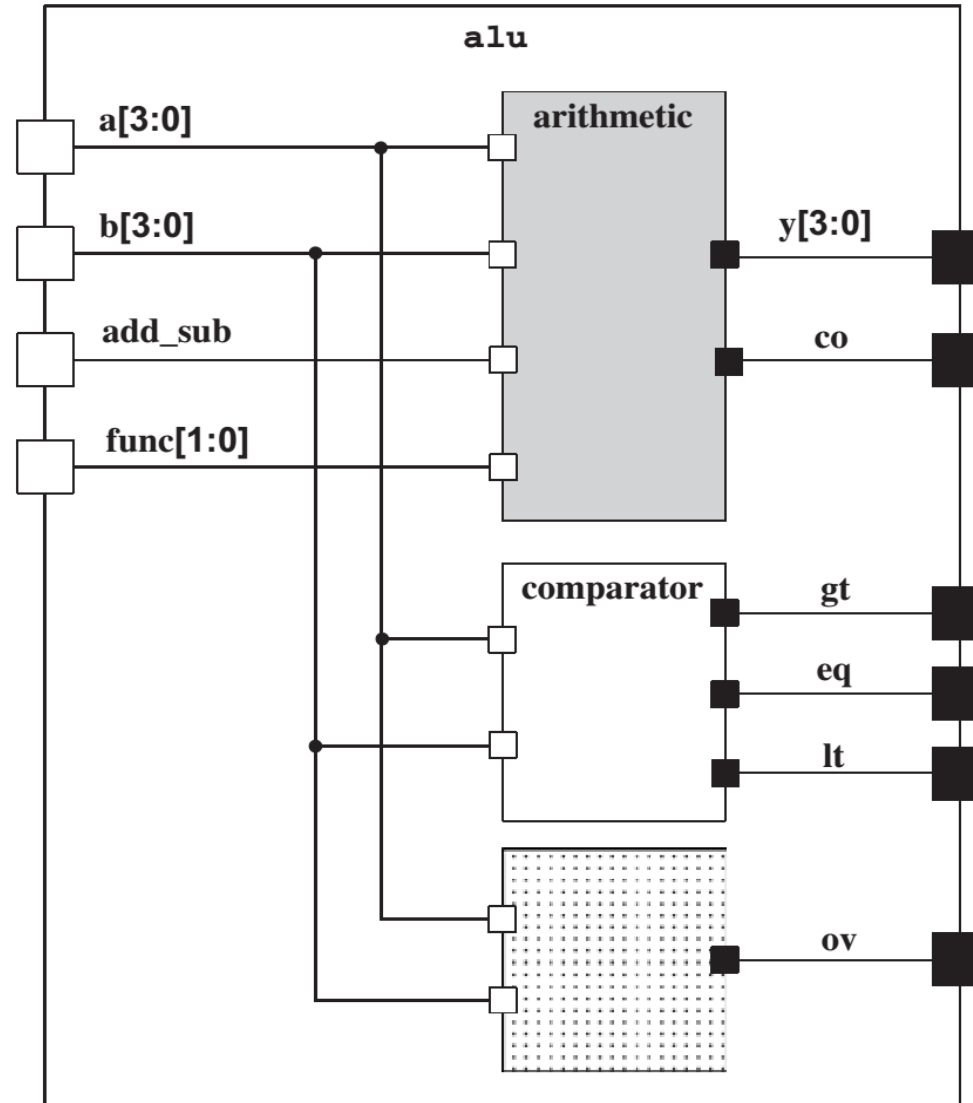 alu
a[3:0]
arithmetic
b[3:0]
y[3:0]
add_sub
co
func[1:0]
comparator
gt
eq
lt
ov